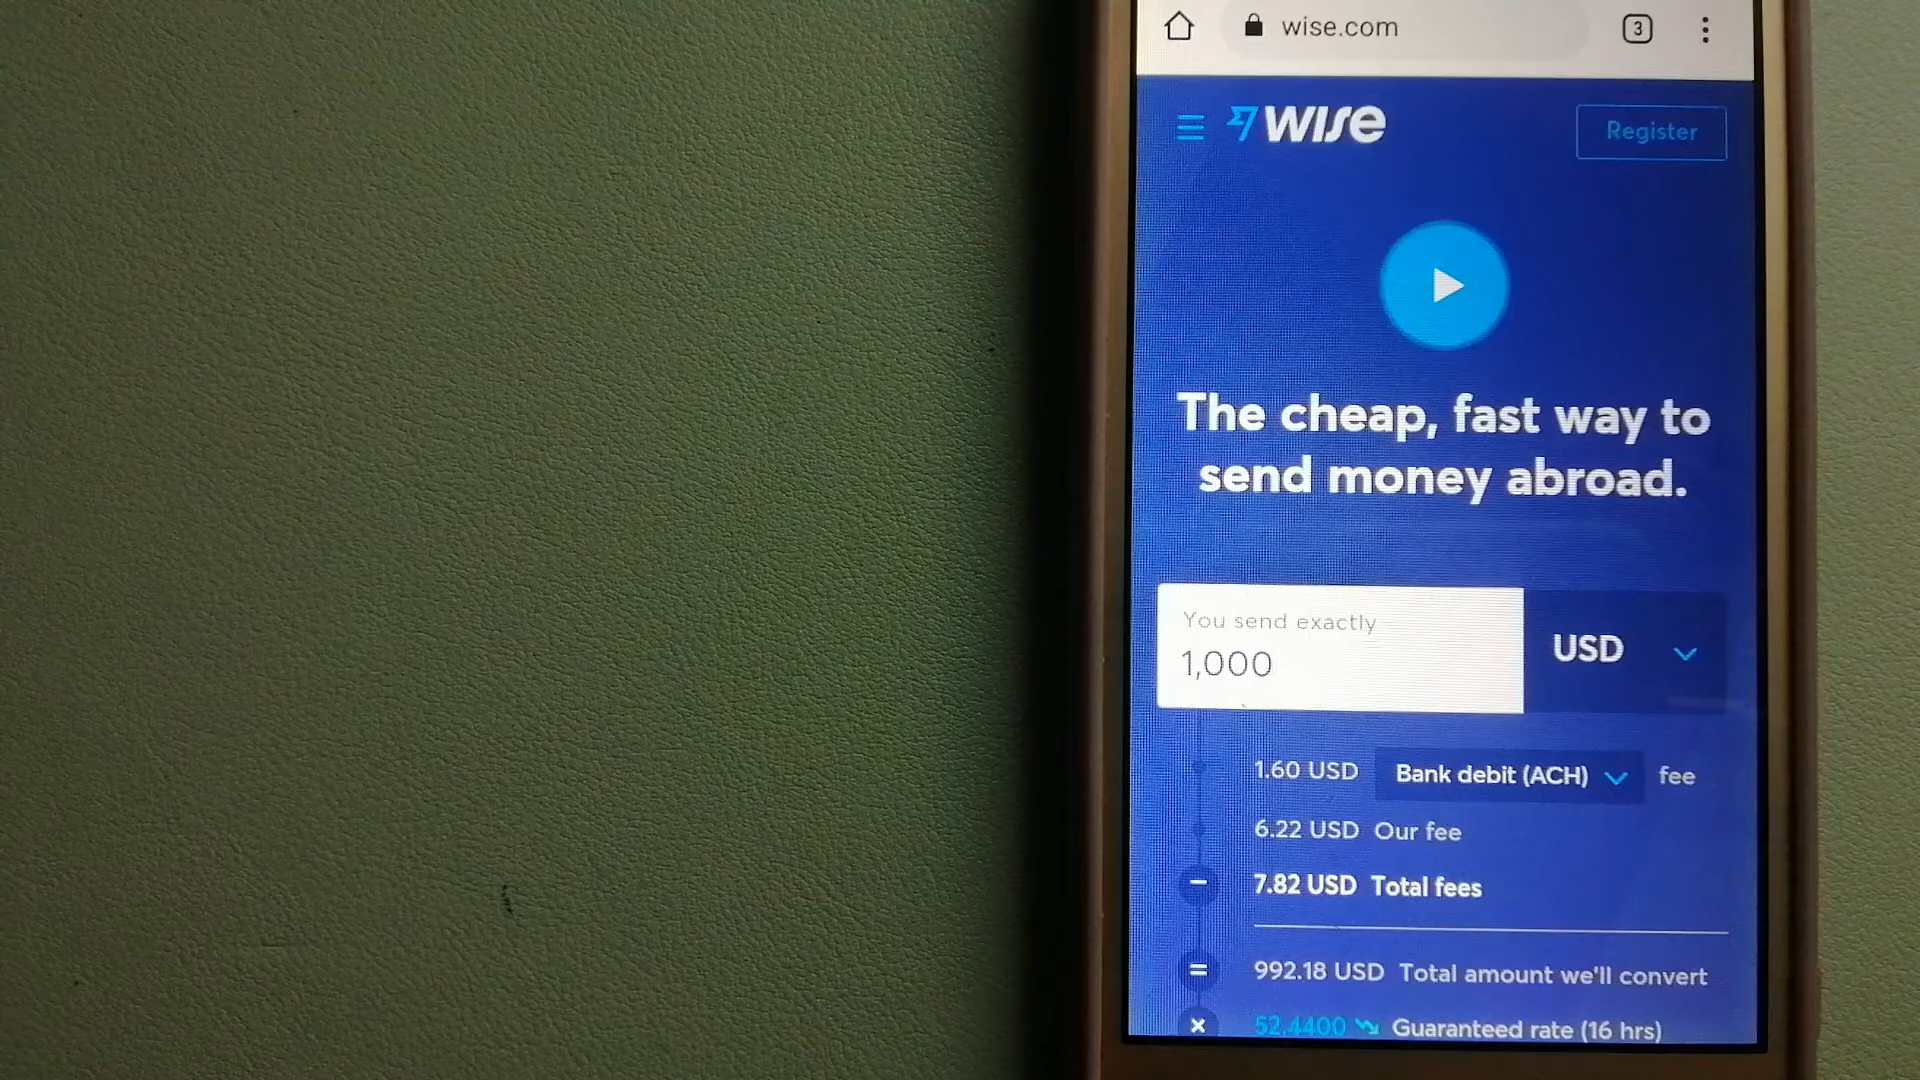 wise.com
3
WISE
Register
The cheap, fast way to
send money abroad.
You send exactly
1,000
USD
1.60 USD Bank debit (ACH) fee
6.22 USD Our fee
− 7.82 USD Total fees
= 992.18 USD Total amount we'll convert
× 52.4400 Guaranteed rate (16 hrs)